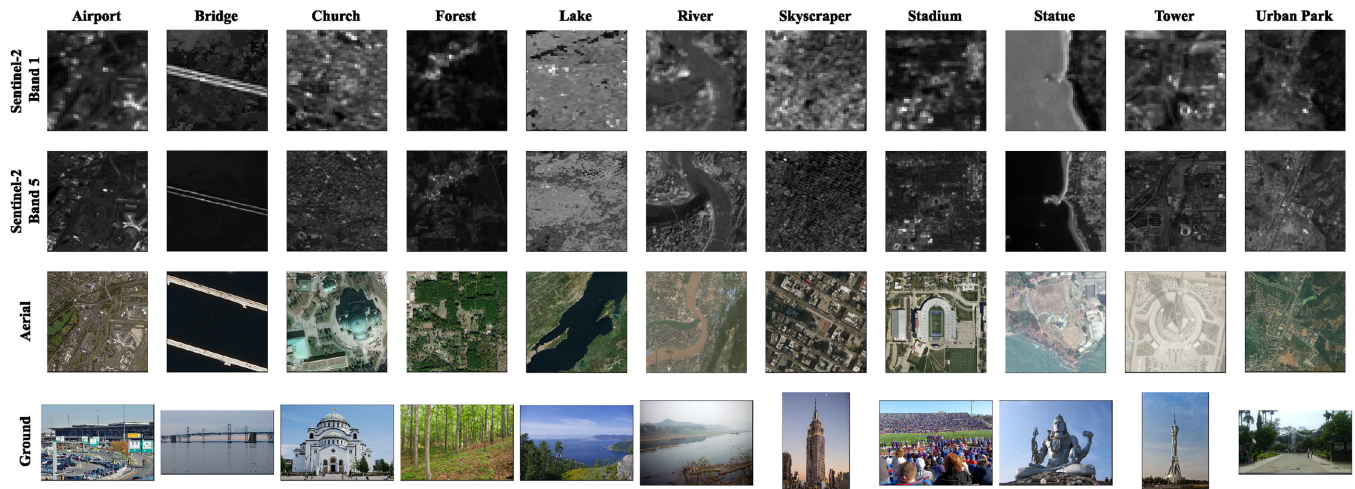 Airport Bridge Church Forest Lake River Skyscraper Stadium Statue Tower Urban Park
Sentinel-2
Band 1
Sentinel-2
Band 5
Aerial
Ground